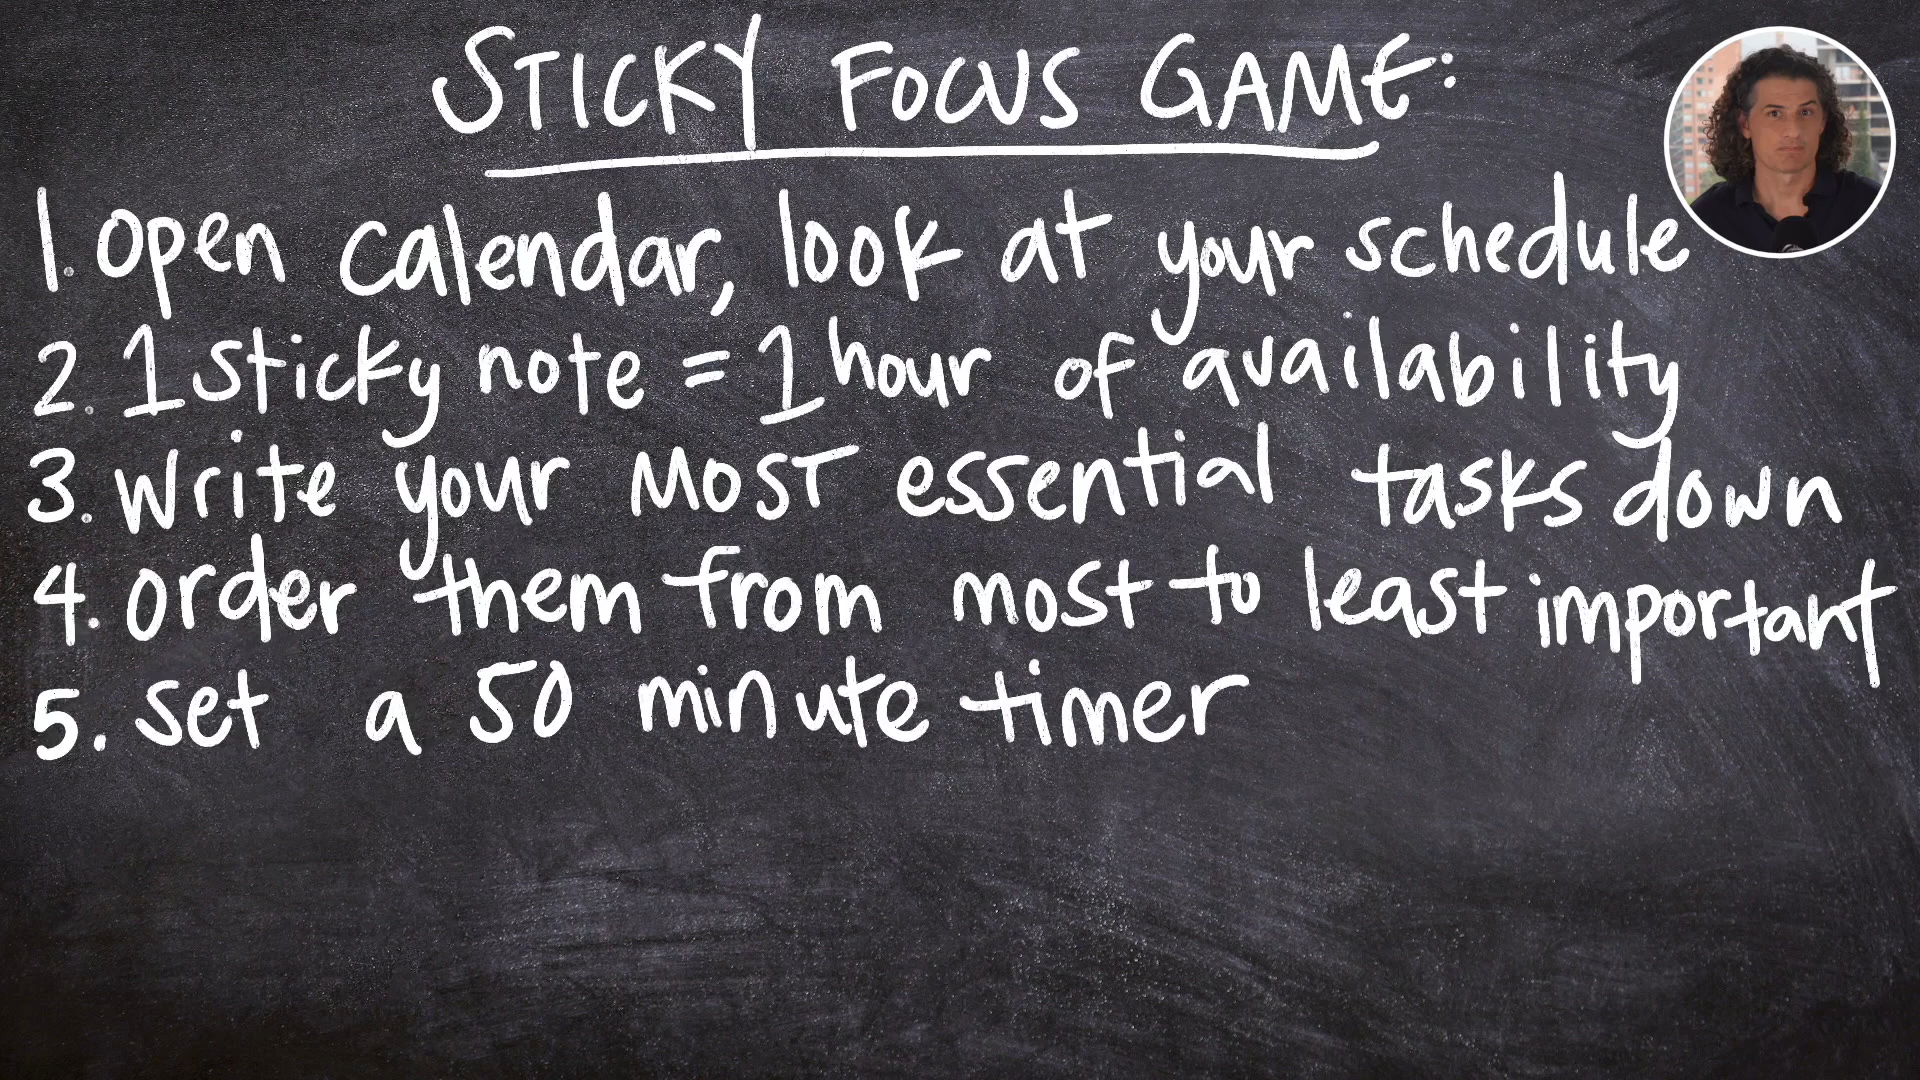 STICKY FOCUS GAME:
1. open calendar, look at your schedule
2. 1 sticky note = 1 hour of availability
3. write your MOST essential tasks down
4. order them from most to least important
5. set a 50 minute timer